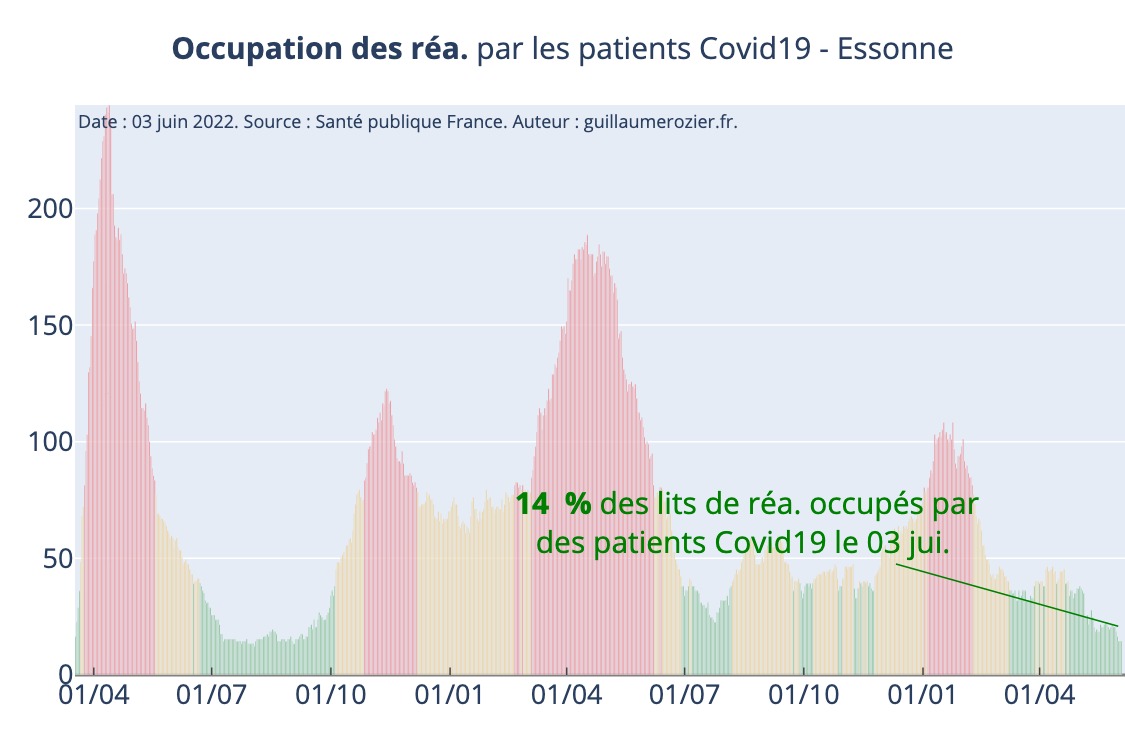 Occupation des réa. par les patients Covid19 - Essonne
Date : 03 juin 2022. Source : Santé publique France. Auteur : guillaumerozier.fr.
200
150
100
50
0
14 % des lits de réa. occupés par
des patients Covid19 le 03 jui.
01/04 01/07 01/10 01/01 01/04 01/07 01/10 01/01 01/04